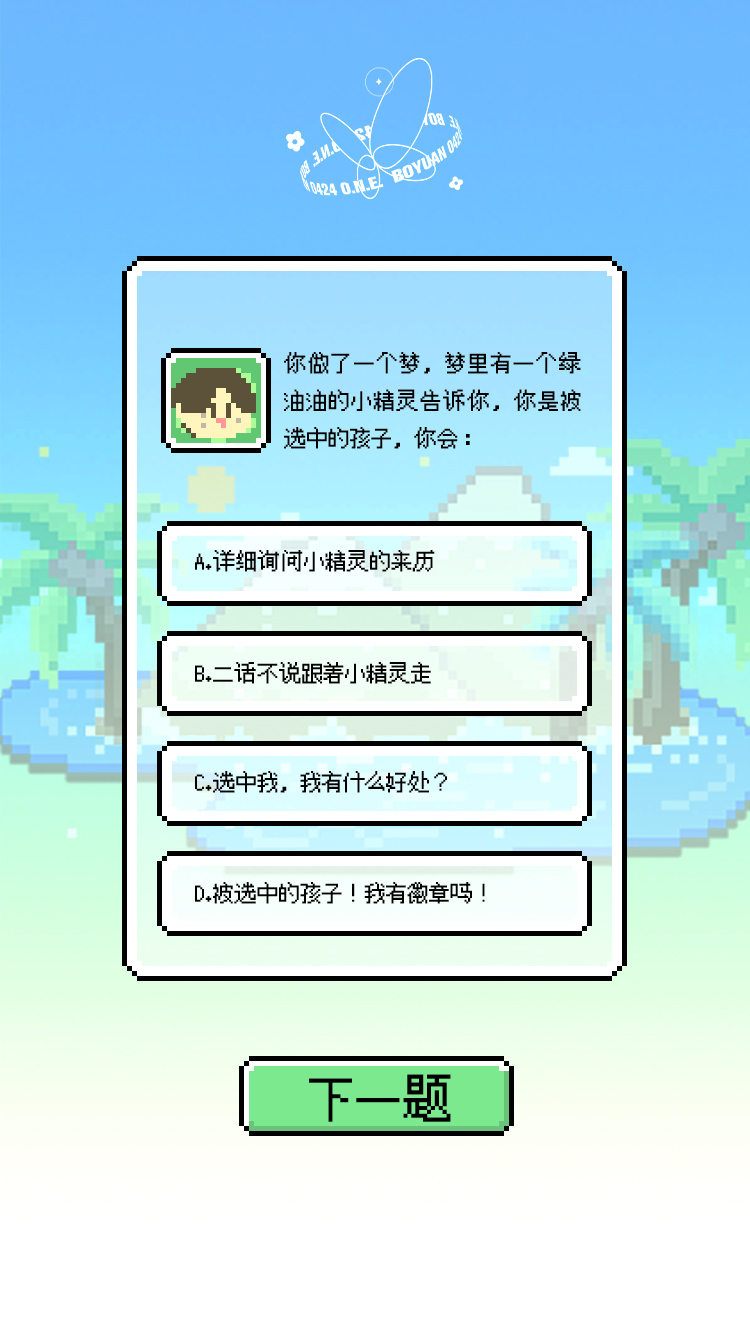 0424 O.N.E. BOYUAN 0424
你做了一个梦，梦里有一个绿
油油的小精灵告诉你，你是被
选中的孩子，你会：
A.详细询问小精灵的来历
B.二话不说跟着小精灵走
C.选中我，我有什么好处？
D.被选中的孩子！我有徽章吗！
下一题